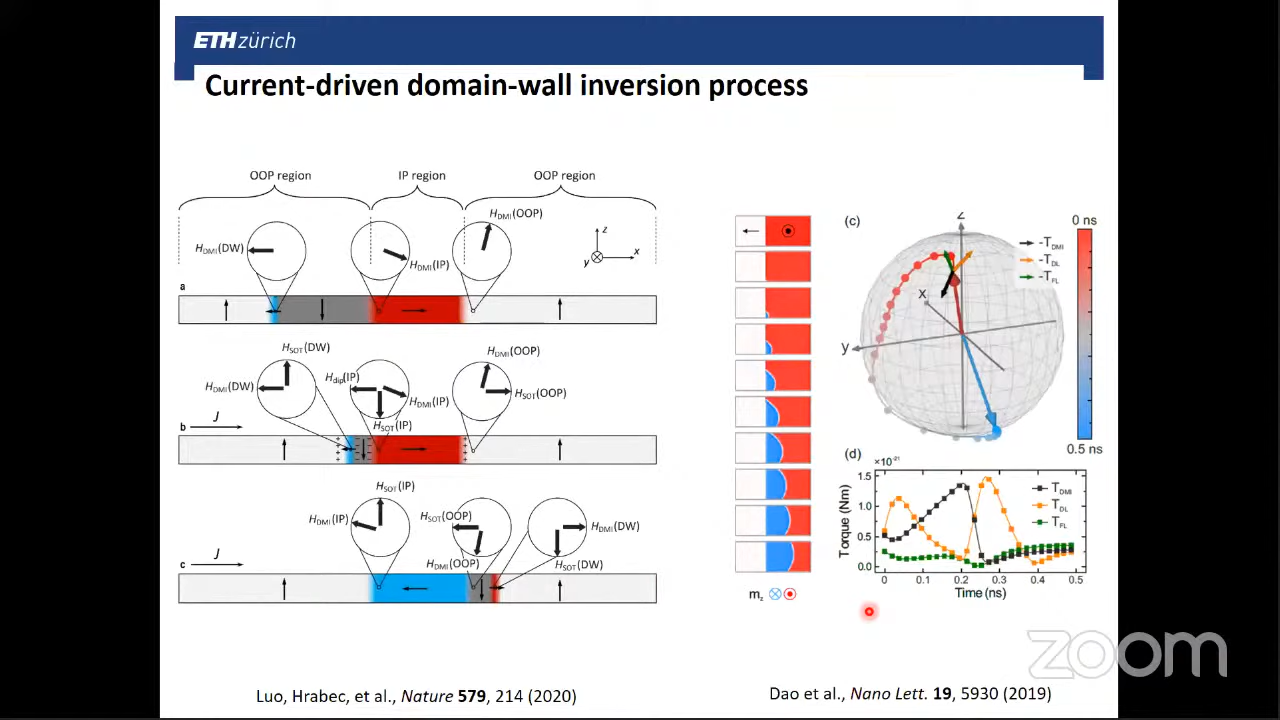 ETH zürich
Current-driven domain-wall inversion process
OOP region
IP region
OOP region
H_DMI(DW)
H_DMI(IP)
H_DMI(OOP)
z
y
x
a
H_SOT(DW)
H_DMI(DW)
H_dip(IP)
H_DMI(IP)
H_SOT(IP)
H_DMI(OOP)
H_SOT(OOP)
b
J
H_SOT(IP)
H_DMI(IP)
H_SOT(OOP)
H_DMI(OOP)
H_DMI(DW)
H_SOT(DW)
c
J
Luo, Hrabec, et al., Nature 579, 214 (2020)
m_z
(c)
z
x
y
-T_DMI
-T_DL
-T_FL
0 ns
0.5 ns
(d)
×10^-21
Torque (Nm)
1.5
1.0
0.5
0.0
T_DMI
T_DL
T_FL
0 0.1 0.2 0.3 0.4 0.5
Time (ns)
Dao et al., Nano Lett. 19, 5930 (2019)
zoom